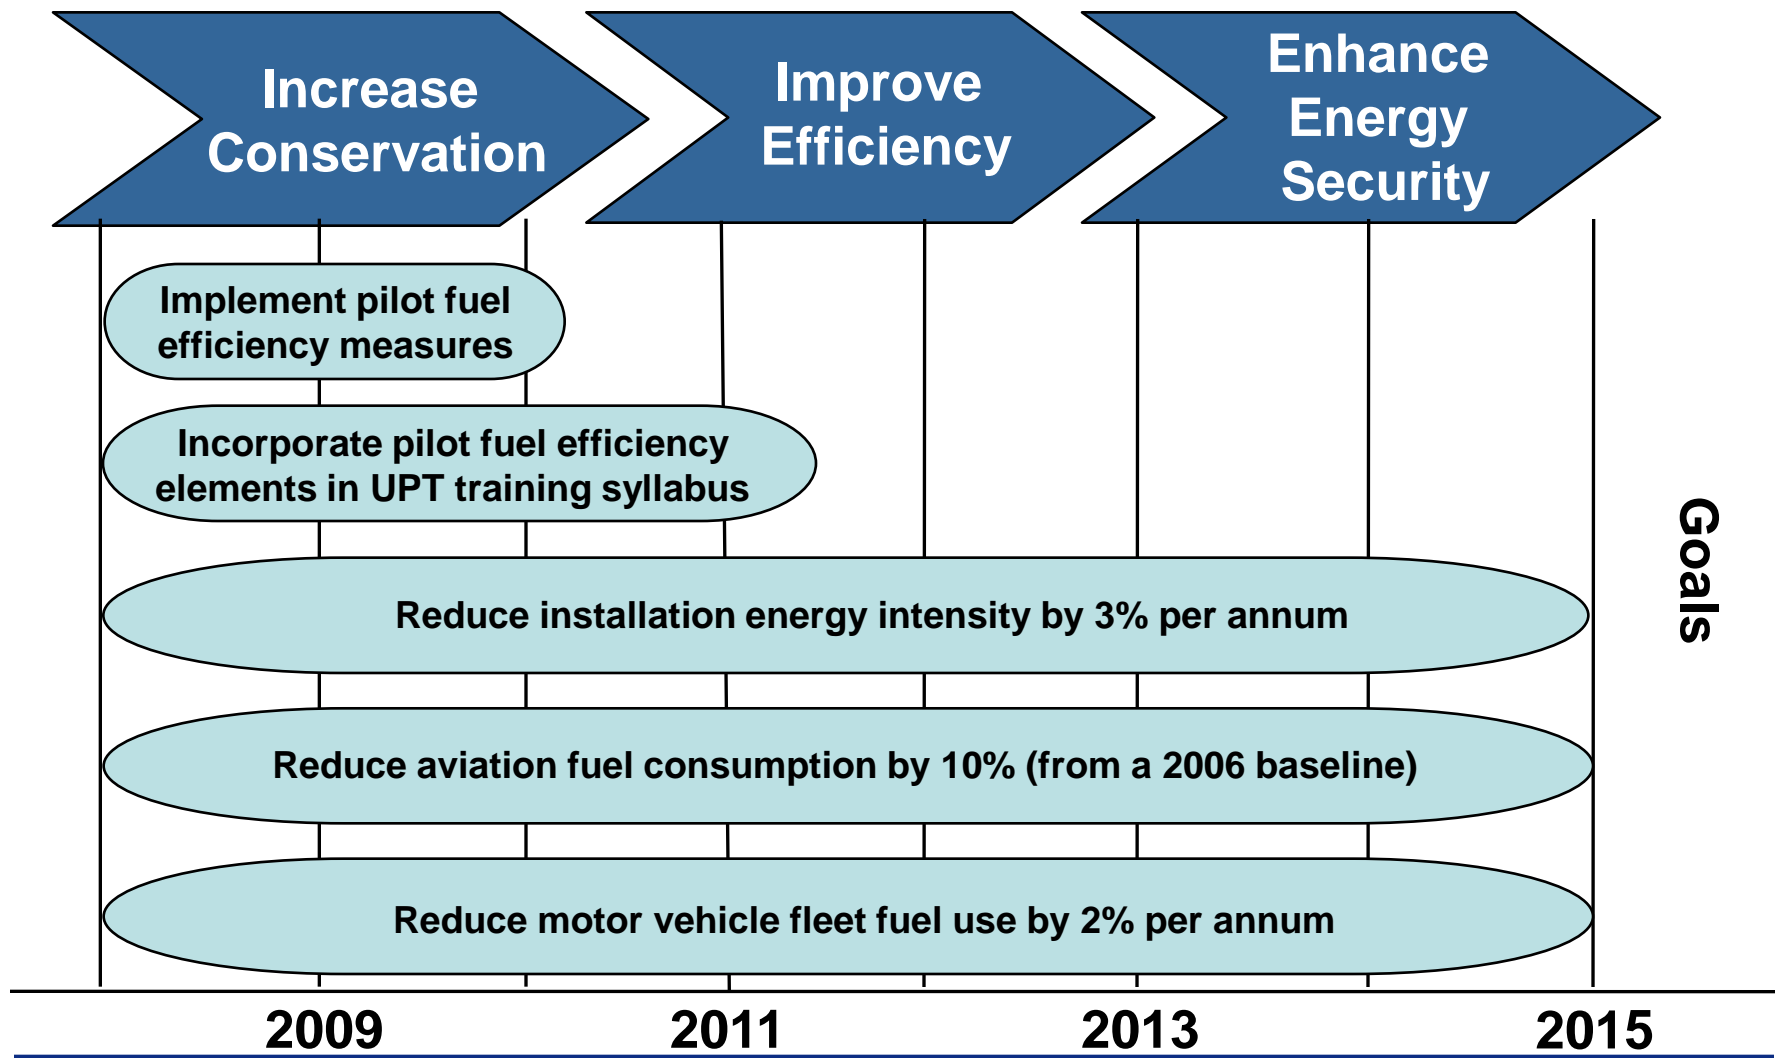 Increase
Conservation
Improve
Efficiency
Enhance
Energy
Security
Implement pilot fuel
efficiency measures
Incorporate pilot fuel efficiency
elements in UPT training syllabus
Reduce installation energy intensity by 3% per annum
Reduce aviation fuel consumption by 10% (from a 2006 baseline)
Reduce motor vehicle fleet fuel use by 2% per annum
Goals
2009 2011 2013 2015